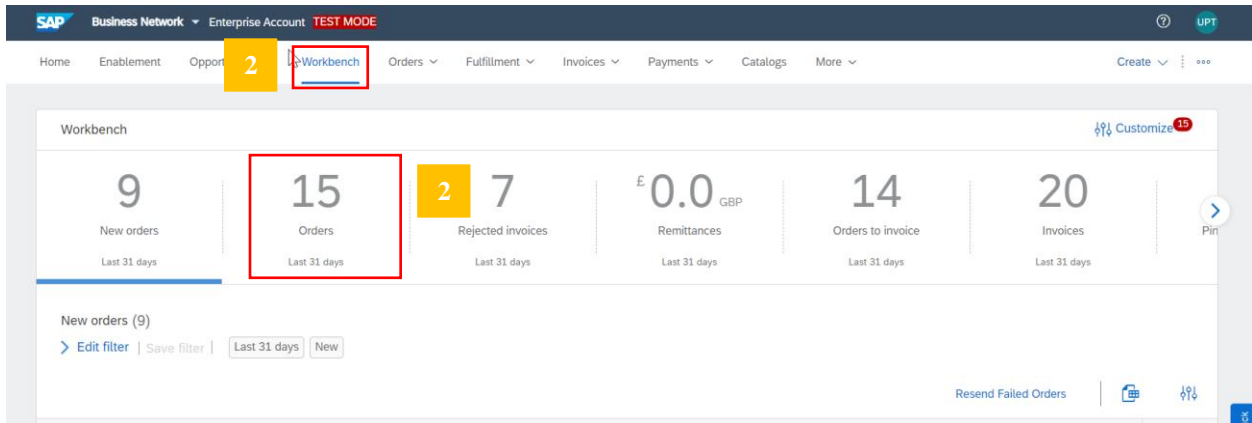 SAP Business Network Enterprise Account TEST MODE UPT
Home Enablement Opport 2 Workbench Orders Fulfillment Invoices Payments Catalogs More Create
Workbench Customize 15
9 15 2 7 £ 0.0 GBP 14 20
New orders Orders Rejected invoices Remittances Orders to invoice Invoices Pin
Last 31 days Last 31 days Last 31 days Last 31 days Last 31 days Last 31 days
New orders (9)
Edit filter | Save filter | Last 31 days New
Resend Failed Orders